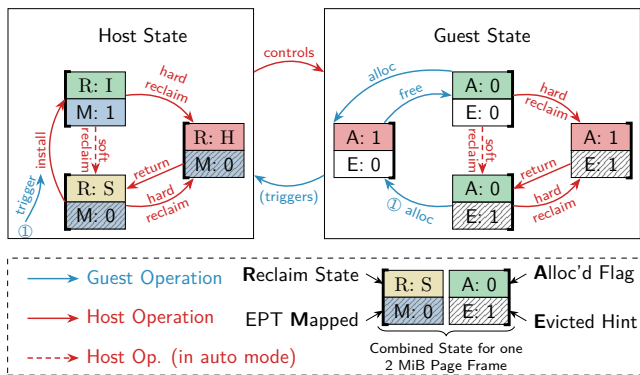 Host State
R: I
M: 1
hard
reclaim
soft
reclaim
install
R: H
M: 0
return
hard
reclaim
R: S
M: 0
trigger
①
controls
(triggers)
Guest State
alloc
free
A: 0
E: 0
hard
reclaim
soft
reclaim
A: 1
E: 0
A: 1
E: 1
return
hard
reclaim
A: 0
E: 1
① alloc
Guest Operation
Host Operation
Host Op. (in auto mode)
Reclaim State
EPT Mapped
R: S
M: 0
A: 0
E: 1
Alloc'd Flag
Evicted Hint
Combined State for one
2 MiB Page Frame